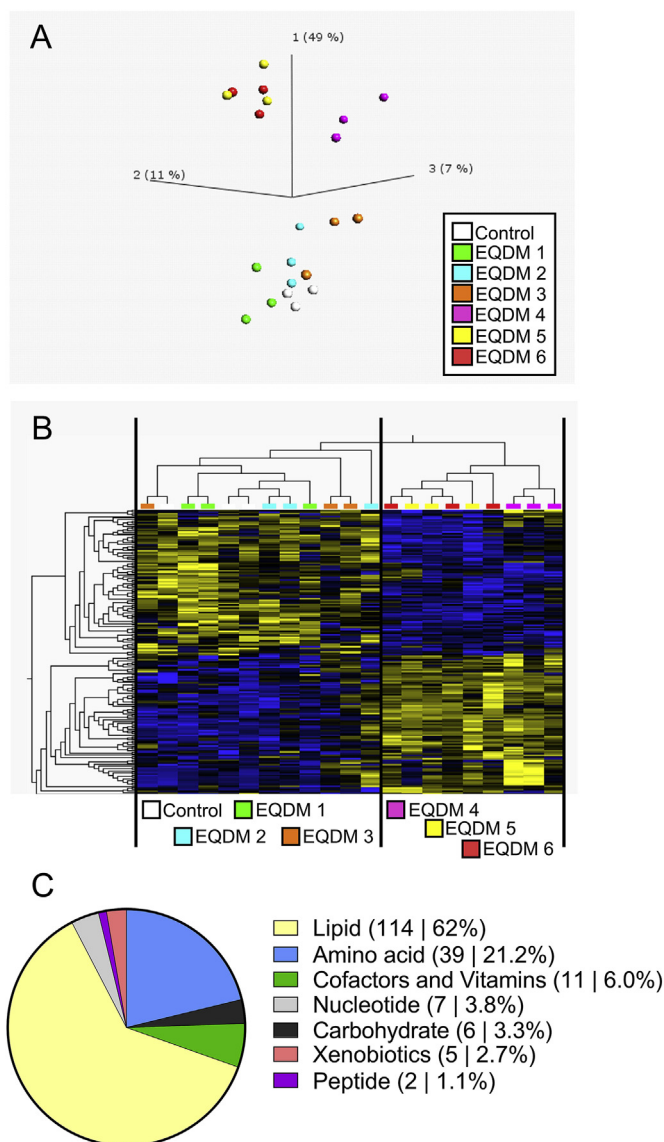 A
1 (49 %)
2 (11 %)
3 (7 %)
Control
EQDM 1
EQDM 2
EQDM 3
EQDM 4
EQDM 5
EQDM 6
B
Control EQDM 1
EQDM 2 EQDM 3
EQDM 4
EQDM 5
EQDM 6
C
Lipid (114 | 62%)
Amino acid (39 | 21.2%)
Cofactors and Vitamins (11 | 6.0%)
Nucleotide (7 | 3.8%)
Carbohydrate (6 | 3.3%)
Xenobiotics (5 | 2.7%)
Peptide (2 | 1.1%)